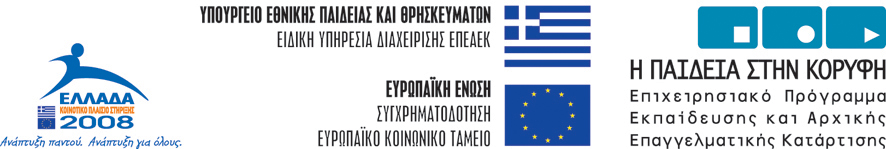 ΕΛΛΑΔΑ
ΚΟΙΝΟΤΙΚΟ ΠΛΑΙΣΙΟ ΣΤΗΡΙΞΗΣ
2008
Ανάπτυξη παντού. Ανάπτυξη για όλους.
ΥΠΟΥΡΓΕΙΟ ΕΘΝΙΚΗΣ ΠΑΙΔΕΙΑΣ ΚΑΙ ΘΡΗΣΚΕΥΜΑΤΩΝ
ΕΙΔΙΚΗ ΥΠΗΡΕΣΙΑ ΔΙΑΧΕΙΡΙΣΗΣ ΕΠΕΑΕΚ
ΕΥΡΩΠΑΪΚΗ ΕΝΩΣΗ
ΣΥΓΧΡΗΜΑΤΟΔΟΤΗΣΗ
ΕΥΡΩΠΑΪΚΟ ΚΟΙΝΩΝΙΚΟ ΤΑΜΕΙΟ
Η ΠΑΙΔΕΙΑ ΣΤΗΝ ΚΟΡΥΦΗ
Επιχειρησιακό Πρόγραμμα
Εκπαίδευσης και Αρχικής
Επαγγελματικής Κατάρτισης